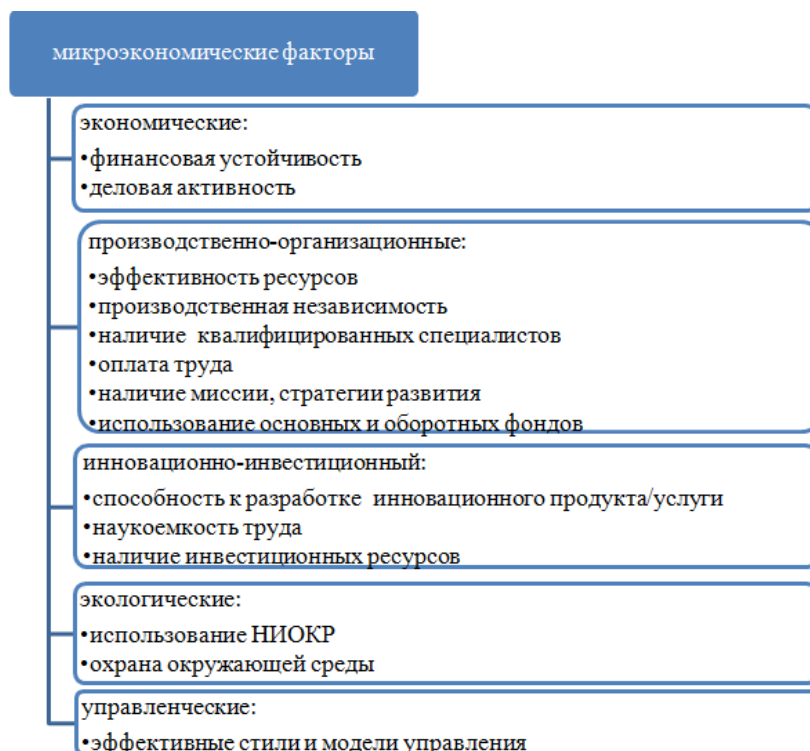 микроэкономические факторы
экономические:
•финансовая устойчивость
•деловая активность
производственно-организационные:
•эффективность ресурсов
•производственная независимость
•наличие квалифицированных специалистов
•оплата труда
•наличие миссии, стратегии развития
•использование основных и оборотных фондов
инновационно-инвестиционный:
•способность к разработке инновационного продукта/услуги
•наукоемкость труда
•наличие инвестиционных ресурсов
экологические:
•использование НИОКР
•охрана окружающей среды
управленческие:
•эффективные стили и модели управления